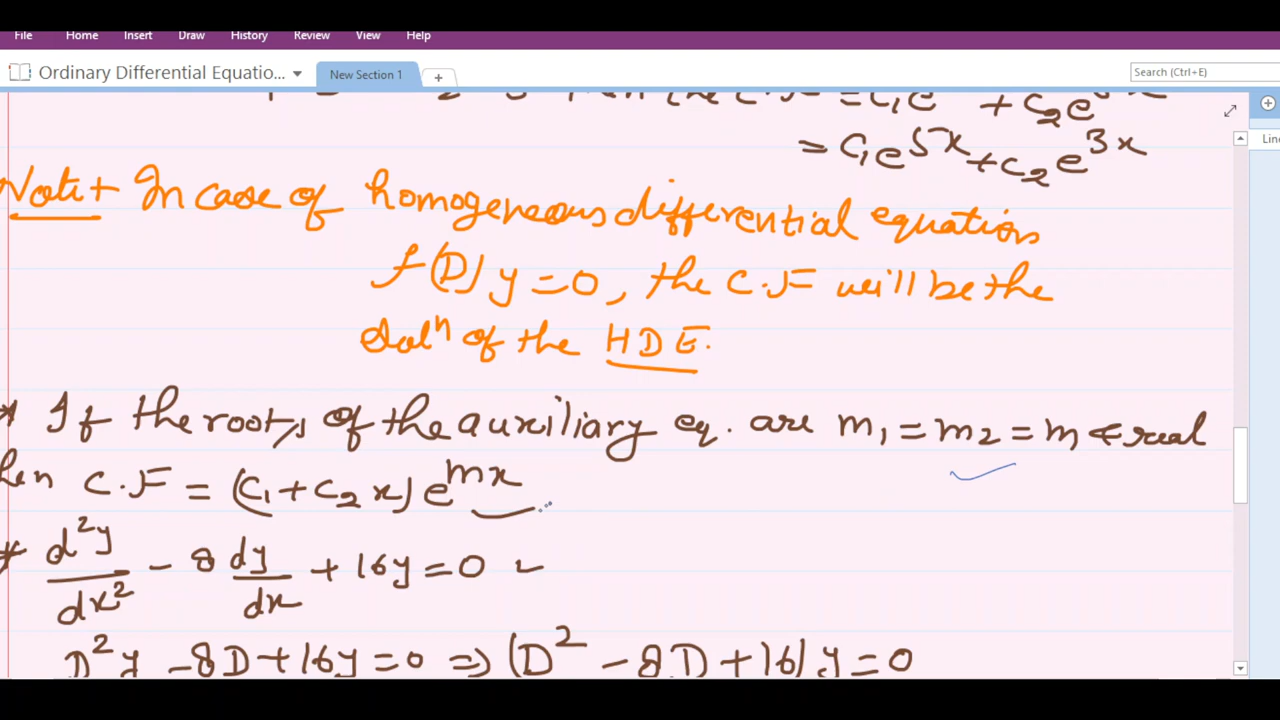 File Home Insert Draw History Review View Help
Ordinary Differential Equatio... New Section 1 + Search (Ctrl+E)
= C₁e + C₂e
= C₁e^5x + C₂e^3x
Note + In case of homogeneous differential equations
f(D) y = 0, the C.F will be the
Solⁿ of the HDE.
* If the roots of the auxiliary eq. are m₁ = m₂ = m & real
then C.F = (C₁ + C₂ x) e^mx
* d²y/dx² - 8 dy/dx + 16y = 0
D²y - 8D + 16y = 0 => (D² - 8D + 16) y = 0